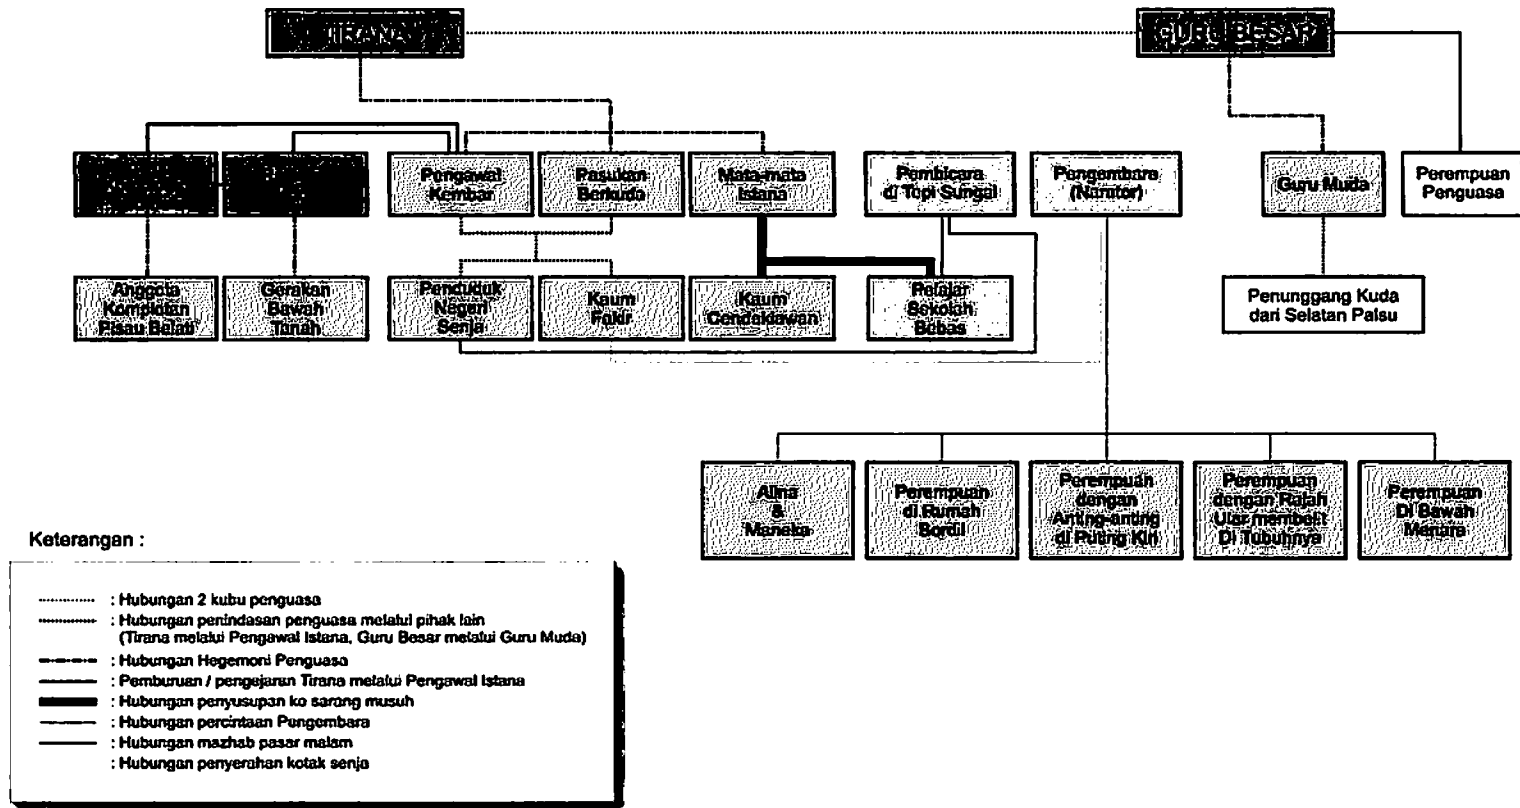 TIRANA
GURU BESAR
Pengawal
Kembar
Pasukan
Berkuda
Mata-mata
Istana
Pembicara
di Tepi Sungai
Pengembara
(Narator)
Guru Muda
Perempuan
Penguasa
Anggota
Komplotan
Pisau Belati
Gerakan
Bawah
Tanah
Penduduk
Negeri
Senja
Kaum
Fakir
Kaum
Cendekiawan
Pelajar
Sekolah
Bebas
Penunggang Kuda
dari Selatan Palsu
Alina
&
Maneka
Perempuan
di Rumah
Bordil
Perempuan
dengan
Anting-anting
di Puting Kiri
Perempuan
dengan Rajah
Ular membelit
Di Tubuhnya
Perempuan
Di Bawah
Menara
Keterangan :
: Hubungan 2 kubu penguasa
: Hubungan penindasan penguasa melalui pihak lain
(Tirana melalui Pengawal Istana, Guru Besar melalui Guru Muda)
: Hubungan Hegemoni Penguasa
: Pemburuan / pengejaran Tirana melalui Pengawal Istana
: Hubungan penyusupan ke sarang musuh
: Hubungan percintaan Pengembara
: Hubungan mazhab pasar malam
: Hubungan penyerahan kotak senja